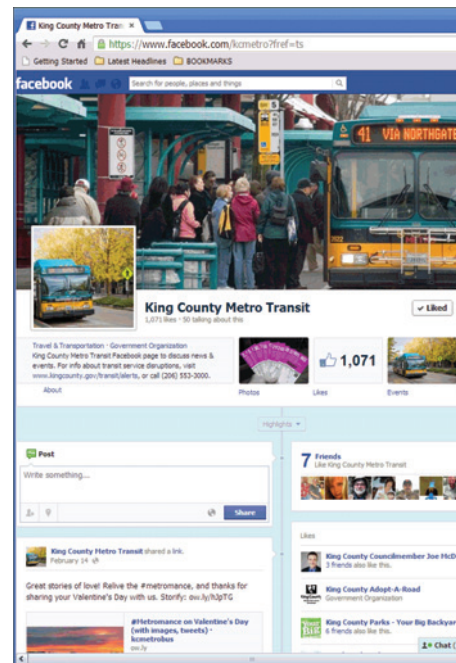 King County Metro Tran
https://www.facebook.com/kcmetro?fref=ts
Getting Started Latest Headlines BOOKMARKS
facebook
Search for people, places and things
5
41 VIA NORTHGATE
King County Metro Transit
1,071 likes · 50 talking about this
Liked
Travel & Transportation · Government Organization
King County Metro Transit Facebook page to discuss news &
events. For info about transit service disruptions, visit
www.kingcounty.gov/transit/alerts, or call (206) 553-3000.
About
Photos
1,071
Likes
Events
Highlights
Post
Write something...
Share
King County Metro Transit shared a link.
February 14
Great stories of love! Relive the #metromance, and thanks for
sharing your Valentine's Day with us. Storify: ow.ly/hJpTG
#Metromance on Valentine's Day
(with images, tweets) ·
kcmetrobus
ow.ly
7 Friends
Like King County Metro Transit
Likes
King County Councilmember Joe McD
3 friends also like this.
King County Adopt-A-Road
Government Organization
King County Parks - Your Big Backyar
6 friends also like this.
Chat (